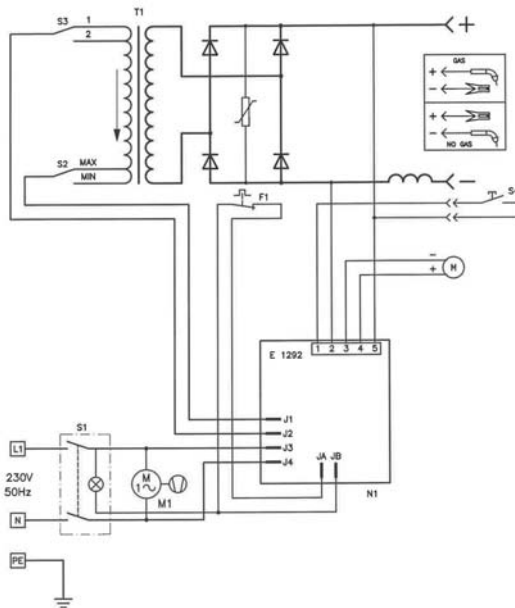 S3
1
2
T1
+
GAS
+
−
+
−
NO GAS
S2
MAX
MIN
F1
−
−
+
M
E 1292
1 2 3 4 5
J1
J2
J3
J4
JA JB
N1
S1
L1
230V
50Hz
N
M
1~
M1
PE